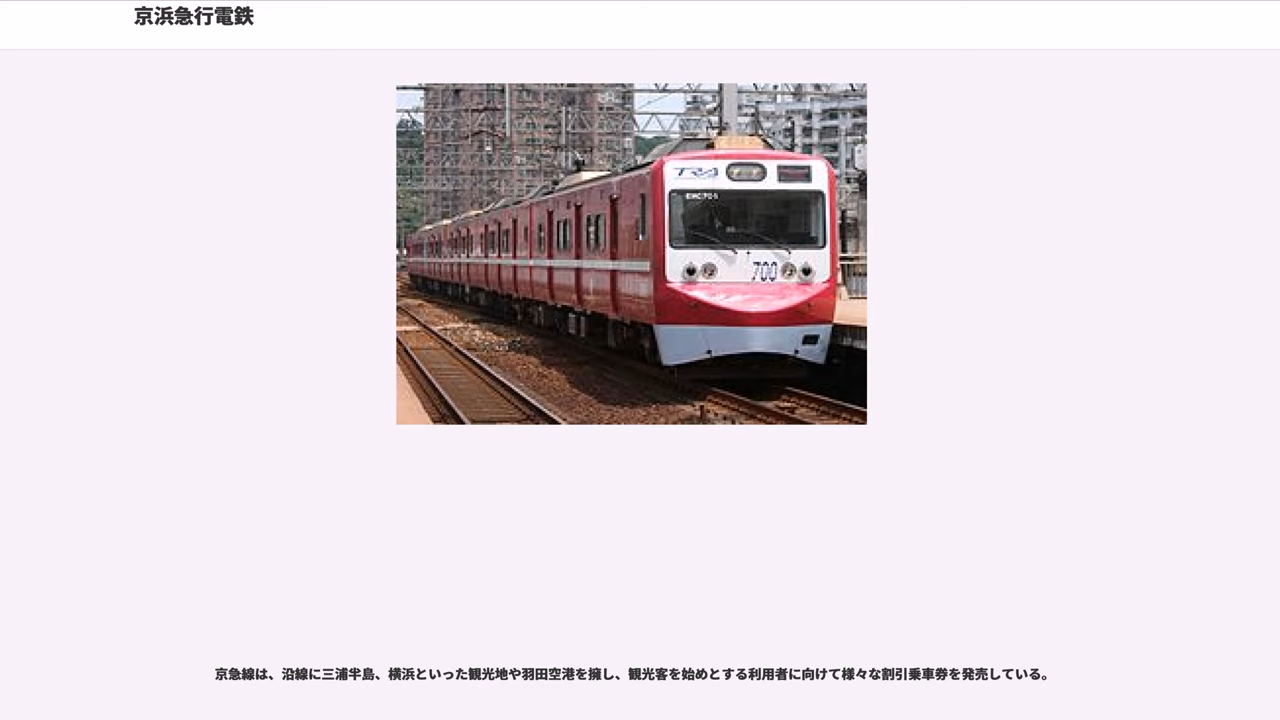 京浜急行電鉄
TRA
EMC701
700
京急線は、沿線に三浦半島、横浜といった観光地や羽田空港を擁し、観光客を始めとする利用者に向けて様々な割引乗車券を発売している。